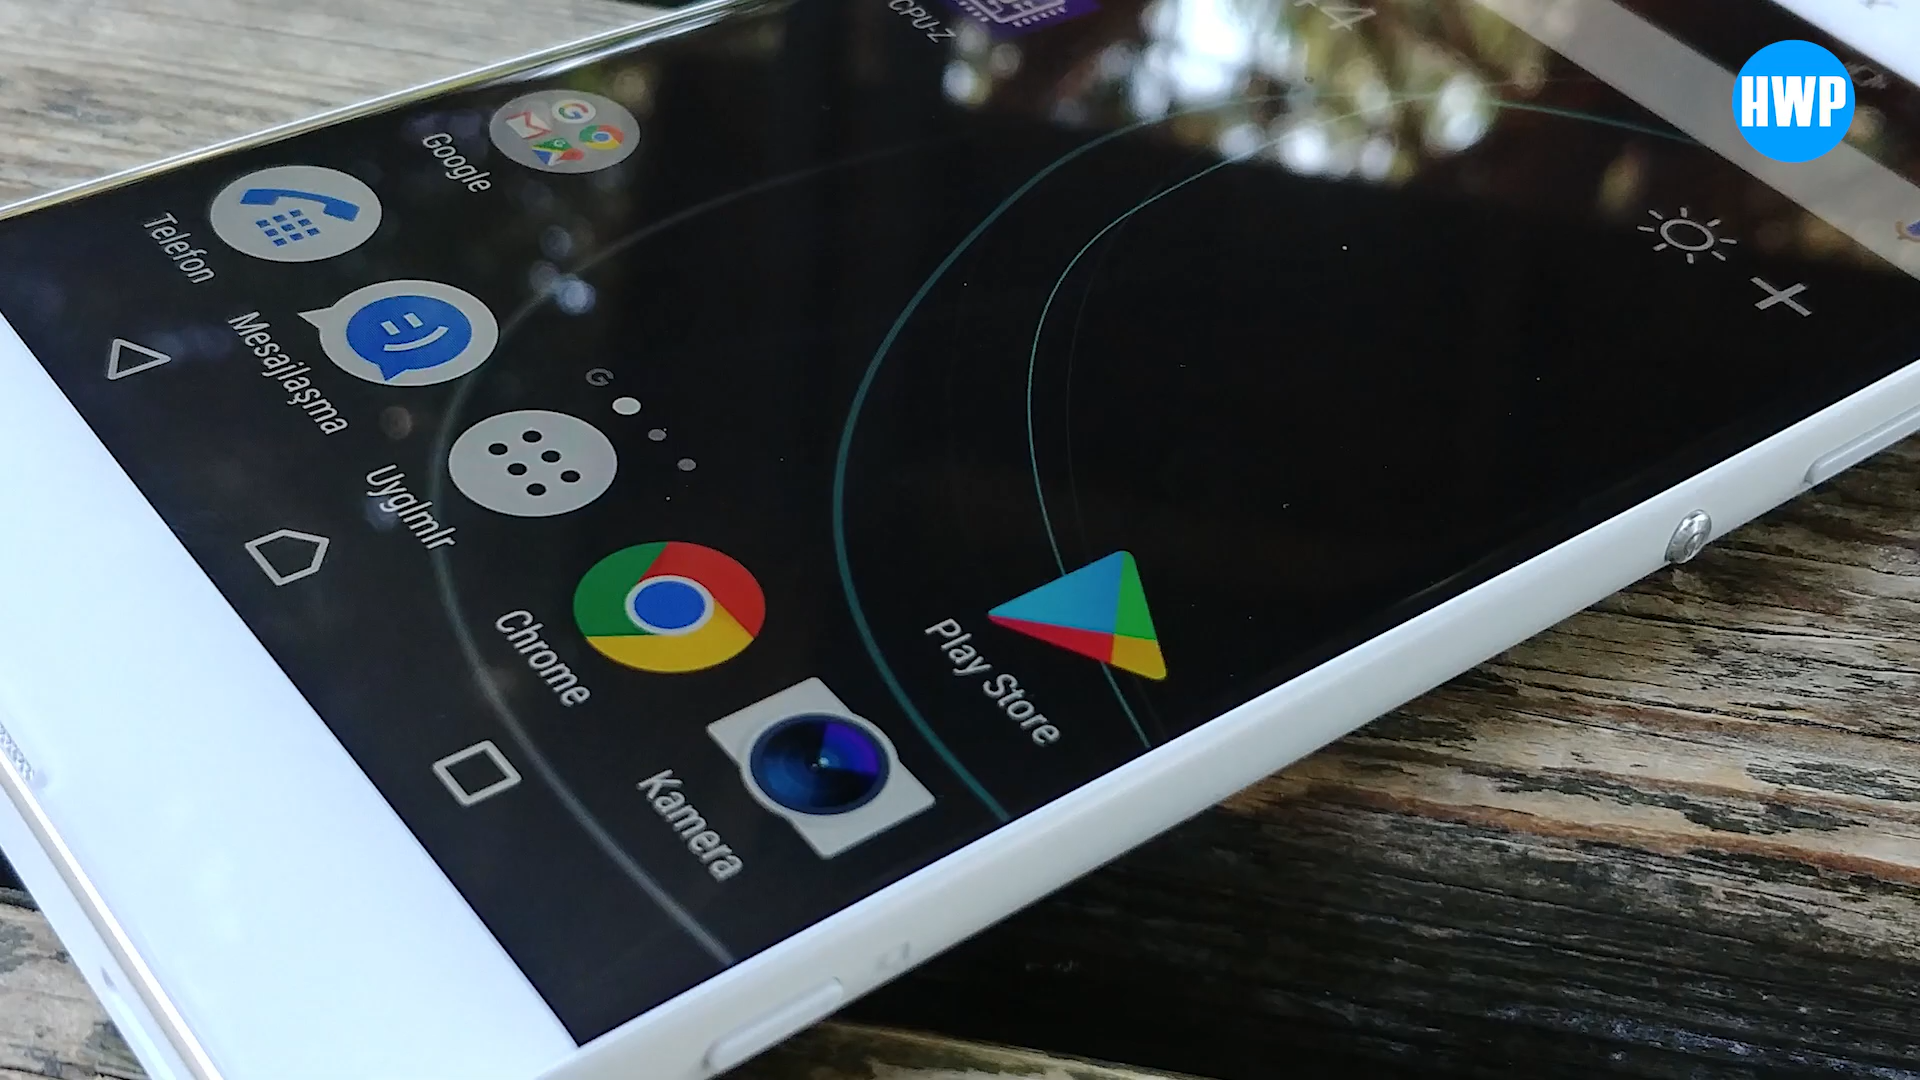 HWP
CPU-Z
Google
Telefon
Mesajlaşma
Uyglmlr
Chrome
Kamera
Play Store
G